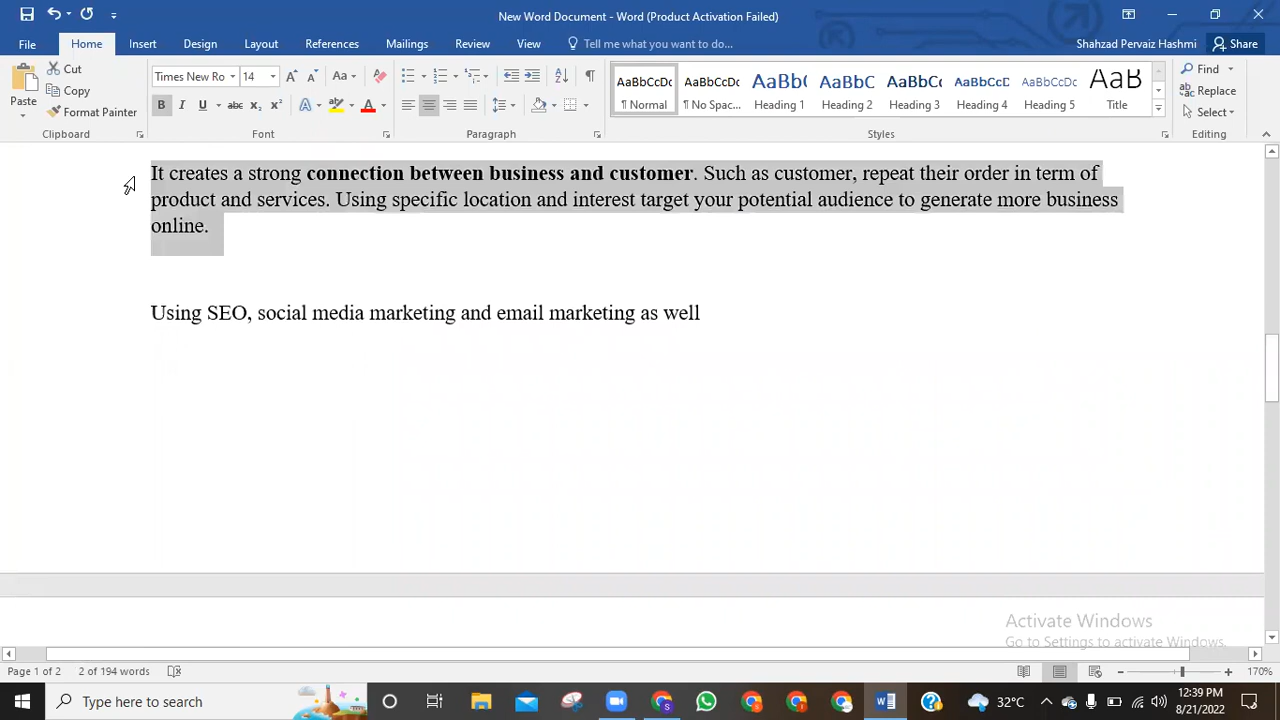 New Word Document - Word (Product Activation Failed)
File Home Insert Design Layout References Mailings Review View Tell me what you want to do... Shahzad Pervaiz Hashmi Share
Paste Cut Copy Format Painter
Times New Ro 14
AaBbCcDc AaBbCcDc AaBbC AaBbC AaBbCcDc AaBbCcDc AaBbCcDc AaB
¶ Normal ¶ No Spac... Heading 1 Heading 2 Heading 3 Heading 4 Heading 5 Title
Find Replace Select
Clipboard Font Paragraph Styles Editing
It creates a strong connection between business and customer. Such as customer, repeat their order in term of
product and services. Using specific location and interest target your potential audience to generate more business
online.
Using SEO, social media marketing and email marketing as well
Activate Windows
Go to Settings to activate Windows.
Page 1 of 2 2 of 194 words 170%
Type here to search 32°C 12:39 PM
8/21/2022